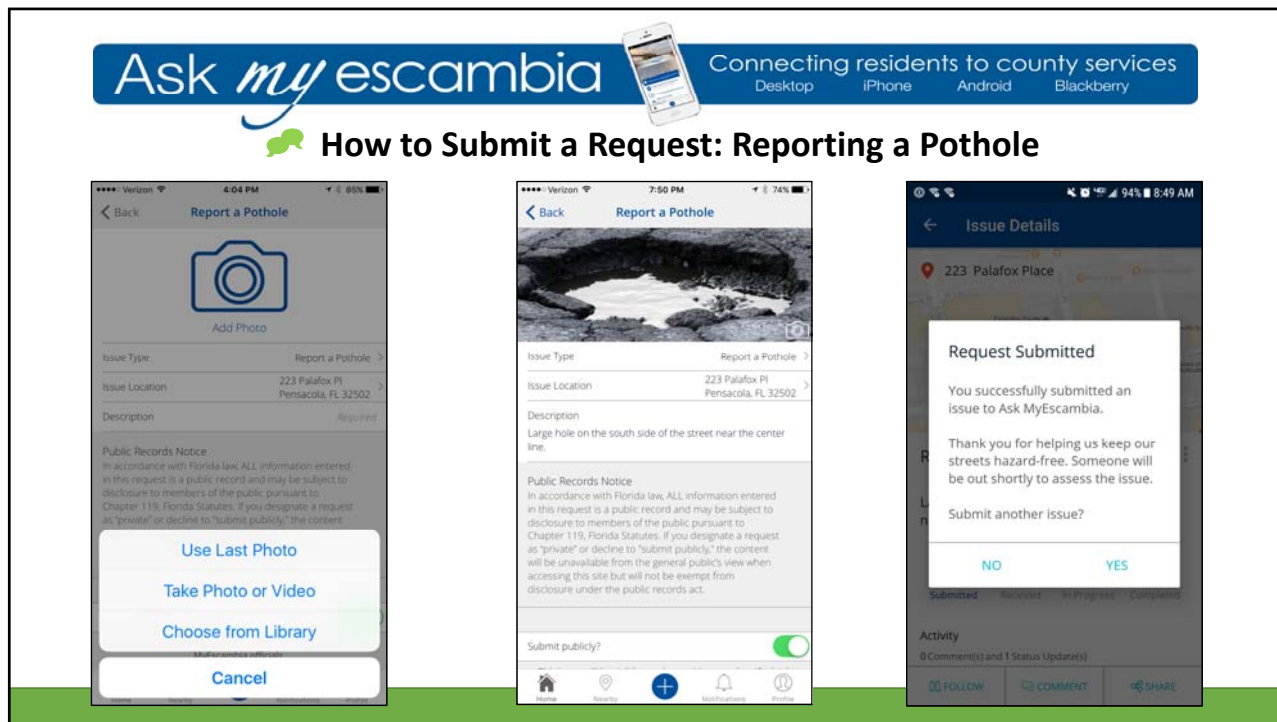 Ask my escambia
Connecting residents to county services
Desktop iPhone Android Blackberry
How to Submit a Request: Reporting a Pothole
Verizon 4:04 PM 85%
Back Report a Pothole
Add Photo
Issue Type Report a Pothole
Issue Location 223 Palafox Pl
Pensacola, FL 32502
Description Required
Public Records Notice
In accordance with Florida law, ALL information entered
in this request is a public record and may be subject to
disclosure to members of the public pursuant to
Chapter 119, Florida Statutes. If you designate a request
as "private" or decline to "submit publicly," the content
Use Last Photo
Take Photo or Video
Choose from Library
MyEscambia officials
Cancel
Home Nearby Notifications Profile
Verizon 7:50 PM 74%
Back Report a Pothole
Issue Type Report a Pothole
Issue Location 223 Palafox Pl
Pensacola, FL 32502
Description
Large hole on the south side of the street near the center
line.
Public Records Notice
In accordance with Florida law, ALL information entered
in this request is a public record and may be subject to
disclosure to members of the public pursuant to
Chapter 119, Florida Statutes. If you designate a request
as "private" or decline to "submit publicly," the content
will be unavailable from the general public's view when
accessing this site but will not be exempt from
disclosure under the public records act.
Submit publicly?
Home Nearby Notifications Profile
94% 8:49 AM
Issue Details
223 Palafox Place
Request Submitted
You successfully submitted an
issue to Ask MyEscambia.
Thank you for helping us keep our
streets hazard-free. Someone will
be out shortly to assess the issue.
Submit another issue?
NO YES
Submitted Received In Progress Completed
Activity
0 Comment(s) and 1 Status Update(s)
FOLLOW COMMENT SHARE